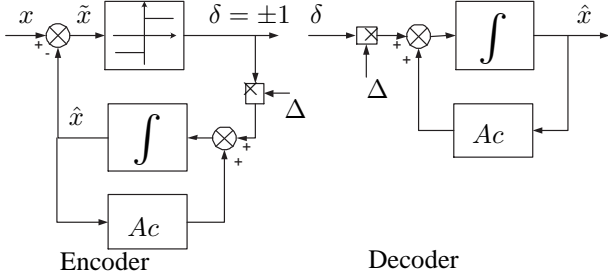 x
x̃
δ = ±1
δ
x̂
+
-
+
+
Δ
Δ
∫
x̂
∫
+
+
Ac
Ac
Encoder
Decoder